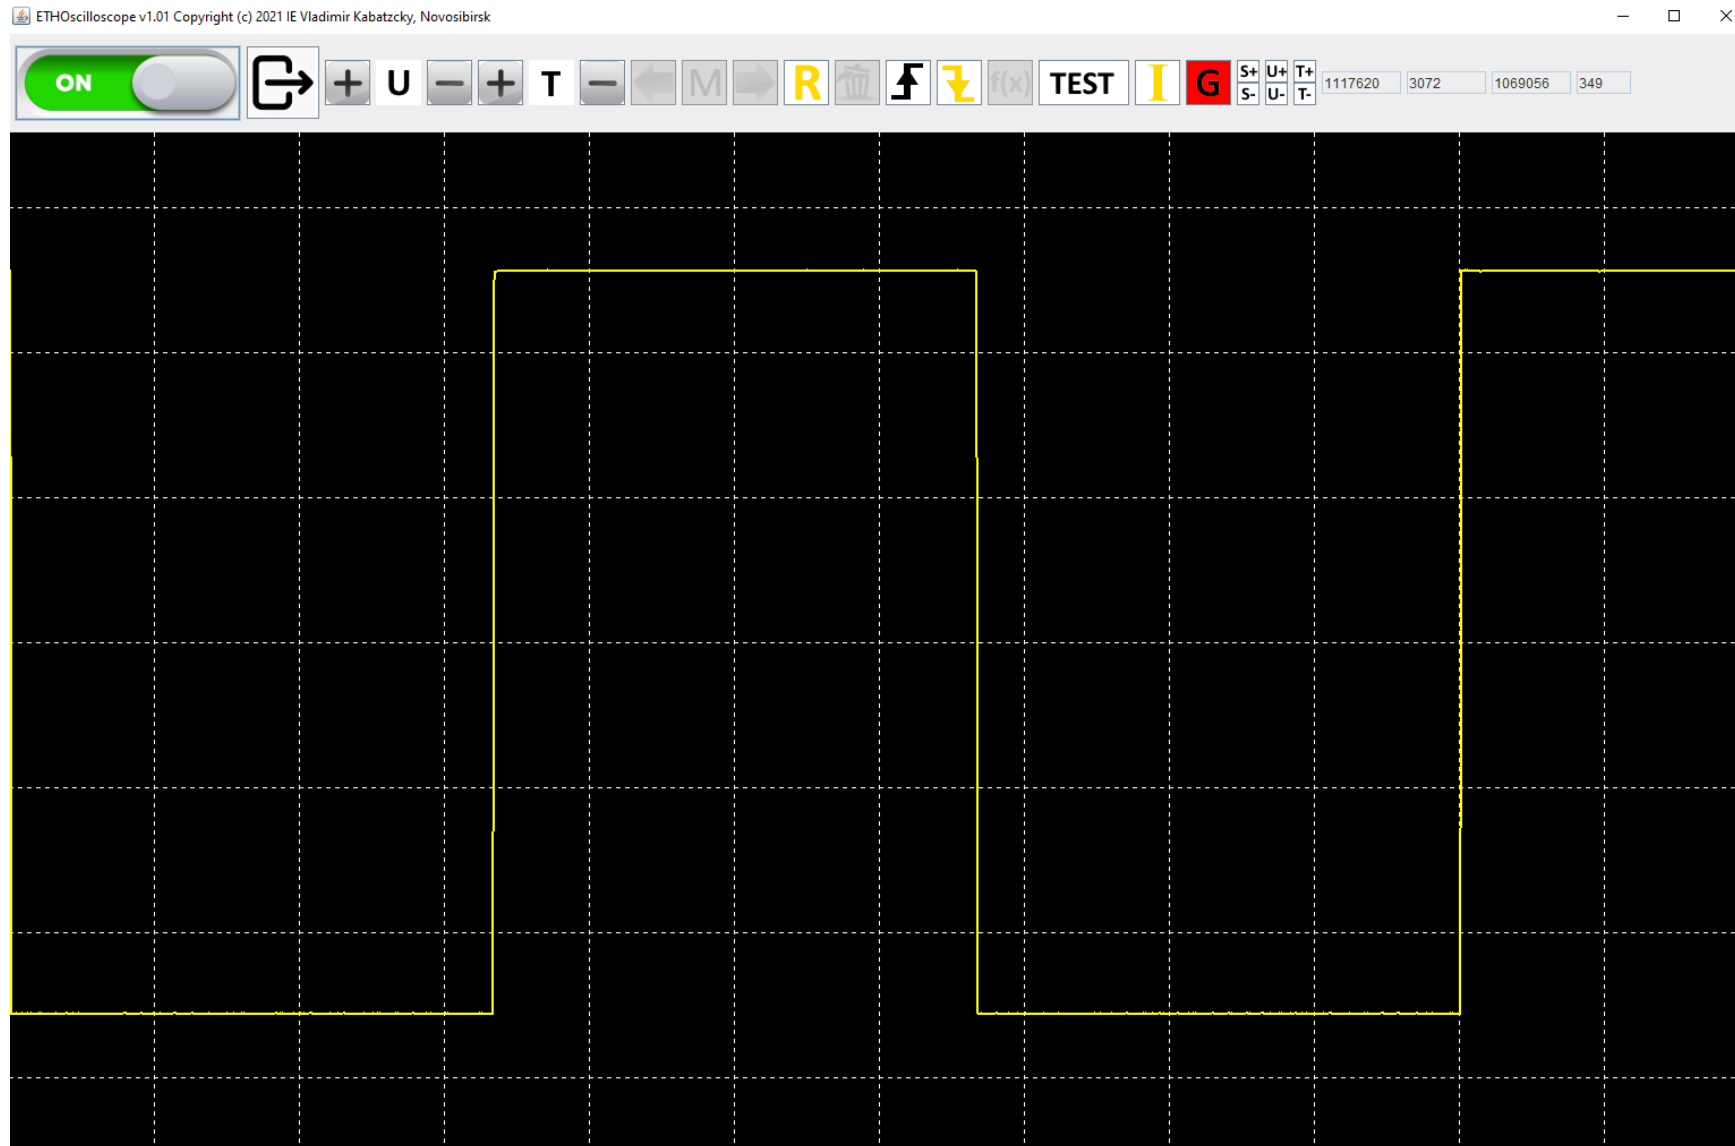 ETHOscilloscope v1.01 Copyright (c) 2021 IE Vladimir Kabatzcky, Novosibirsk
ON + U - + T - M R f(x) TEST I G S+ U+ T+ 1117620 3072 1069056 349
S- U- T-